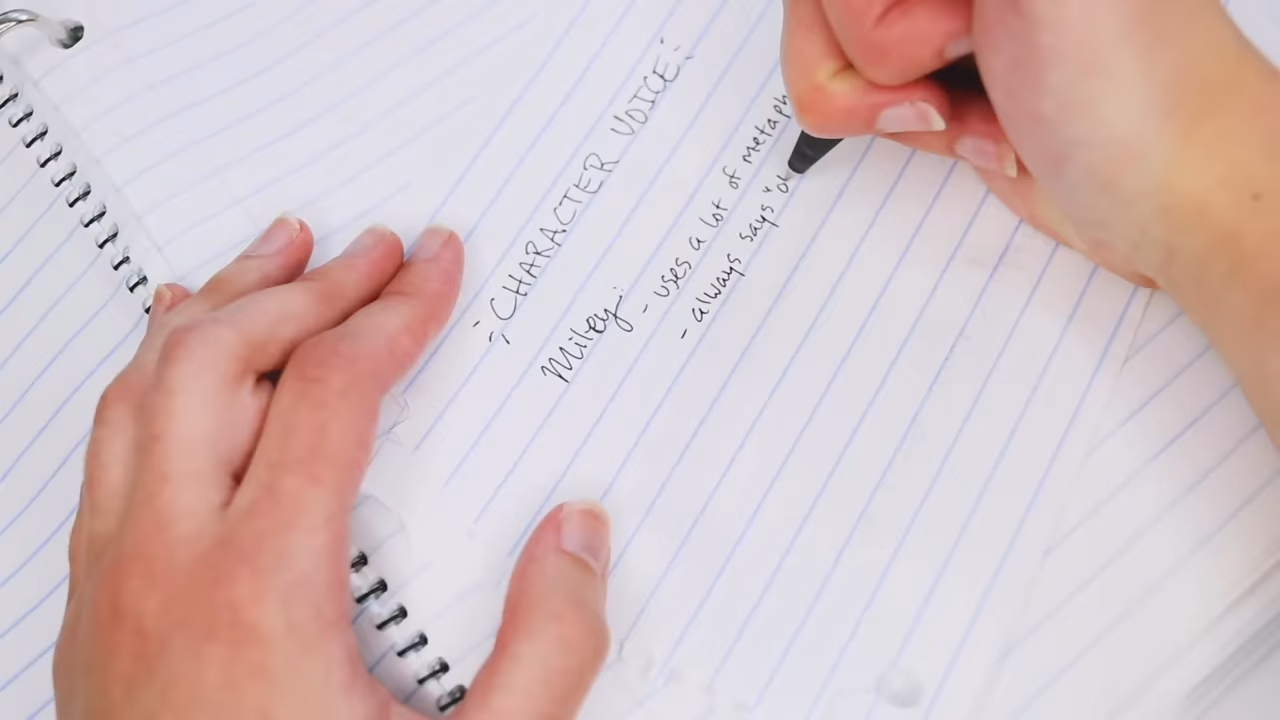 -:CHARACTER VOICE:-
Miley: - uses a lot of metaph
- always says "o